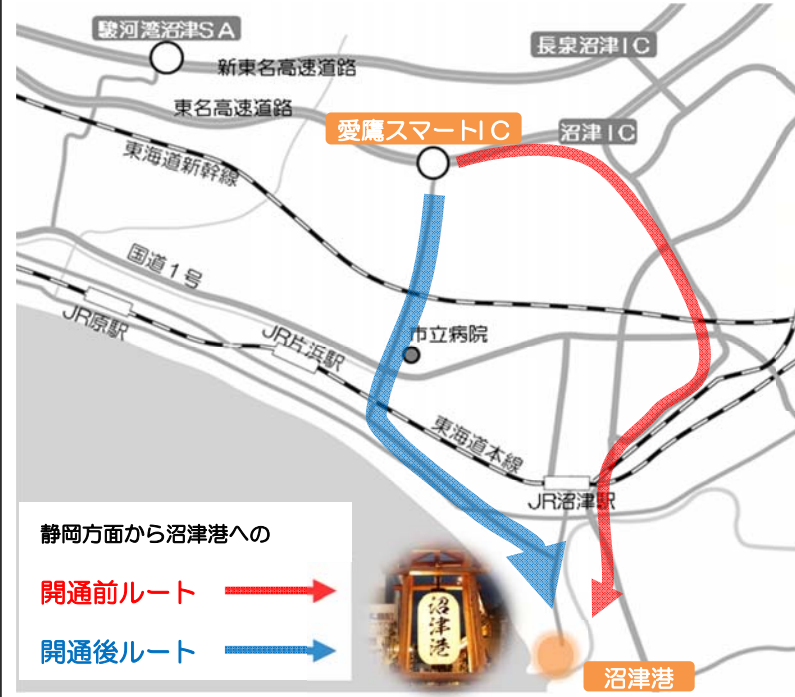 駿河湾沼津SA
新東名高速道路
長泉沼津IC
東名高速道路
愛鷹スマートIC
沼津IC
東海道新幹線
国道1号
JR原駅
JR片浜駅
市立病院
東海道本線
JR沼津駅
静岡方面から沼津港への
開通前ルート
開通後ルート
沼津港
沼津港